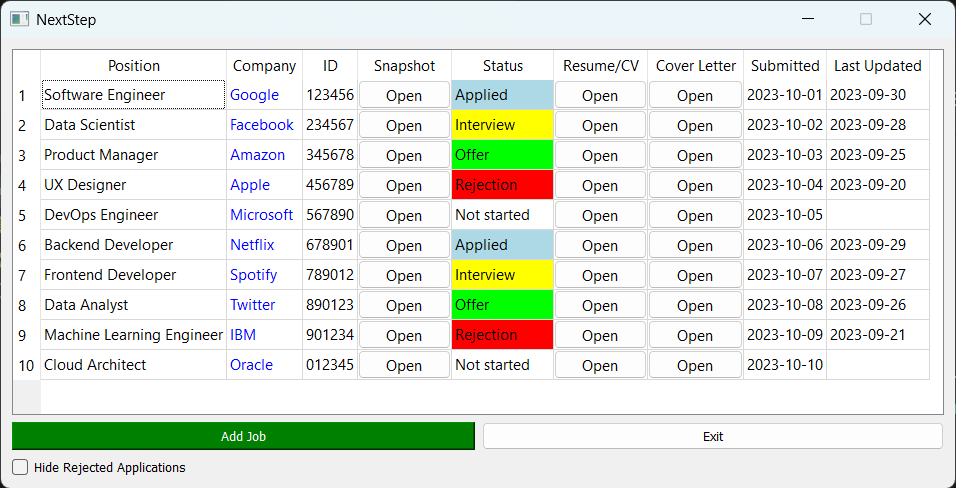 NextStep
Position Company ID Snapshot Status Resume/CV Cover Letter Submitted Last Updated
1 Software Engineer Google 123456 Open Applied Open Open 2023-10-01 2023-09-30
2 Data Scientist Facebook 234567 Open Interview Open Open 2023-10-02 2023-09-28
3 Product Manager Amazon 345678 Open Offer Open Open 2023-10-03 2023-09-25
4 UX Designer Apple 456789 Open Rejection Open Open 2023-10-04 2023-09-20
5 DevOps Engineer Microsoft 567890 Open Not started Open Open 2023-10-05
6 Backend Developer Netflix 678901 Open Applied Open Open 2023-10-06 2023-09-29
7 Frontend Developer Spotify 789012 Open Interview Open Open 2023-10-07 2023-09-27
8 Data Analyst Twitter 890123 Open Offer Open Open 2023-10-08 2023-09-26
9 Machine Learning Engineer IBM 901234 Open Rejection Open Open 2023-10-09 2023-09-21
10 Cloud Architect Oracle 012345 Open Not started Open Open 2023-10-10
Add Job Exit
Hide Rejected Applications